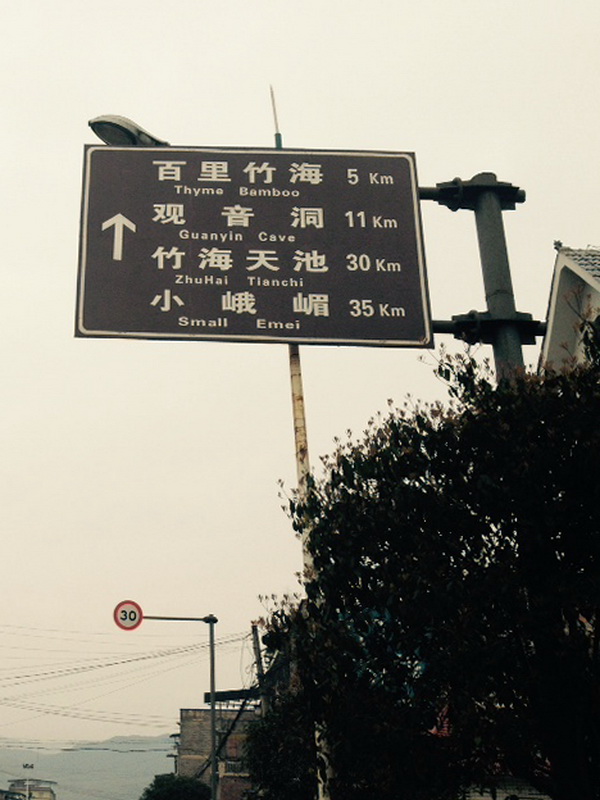 百里竹海 5 Km
Thyme Bamboo
观音洞 11 Km
Guanyin Cave
竹海天池 30 Km
ZhuHai Tianchi
小峨嵋 35 Km
Small Emei
30